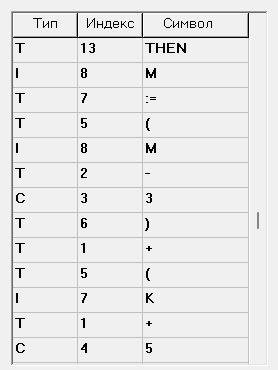 Тип Индекс Символ
T 13 THEN
I 8 M
T 7 :=
T 5 (
I 8 M
T 2 -
C 3 3
T 6 )
T 1 +
T 5 (
I 7 K
T 1 +
C 4 5